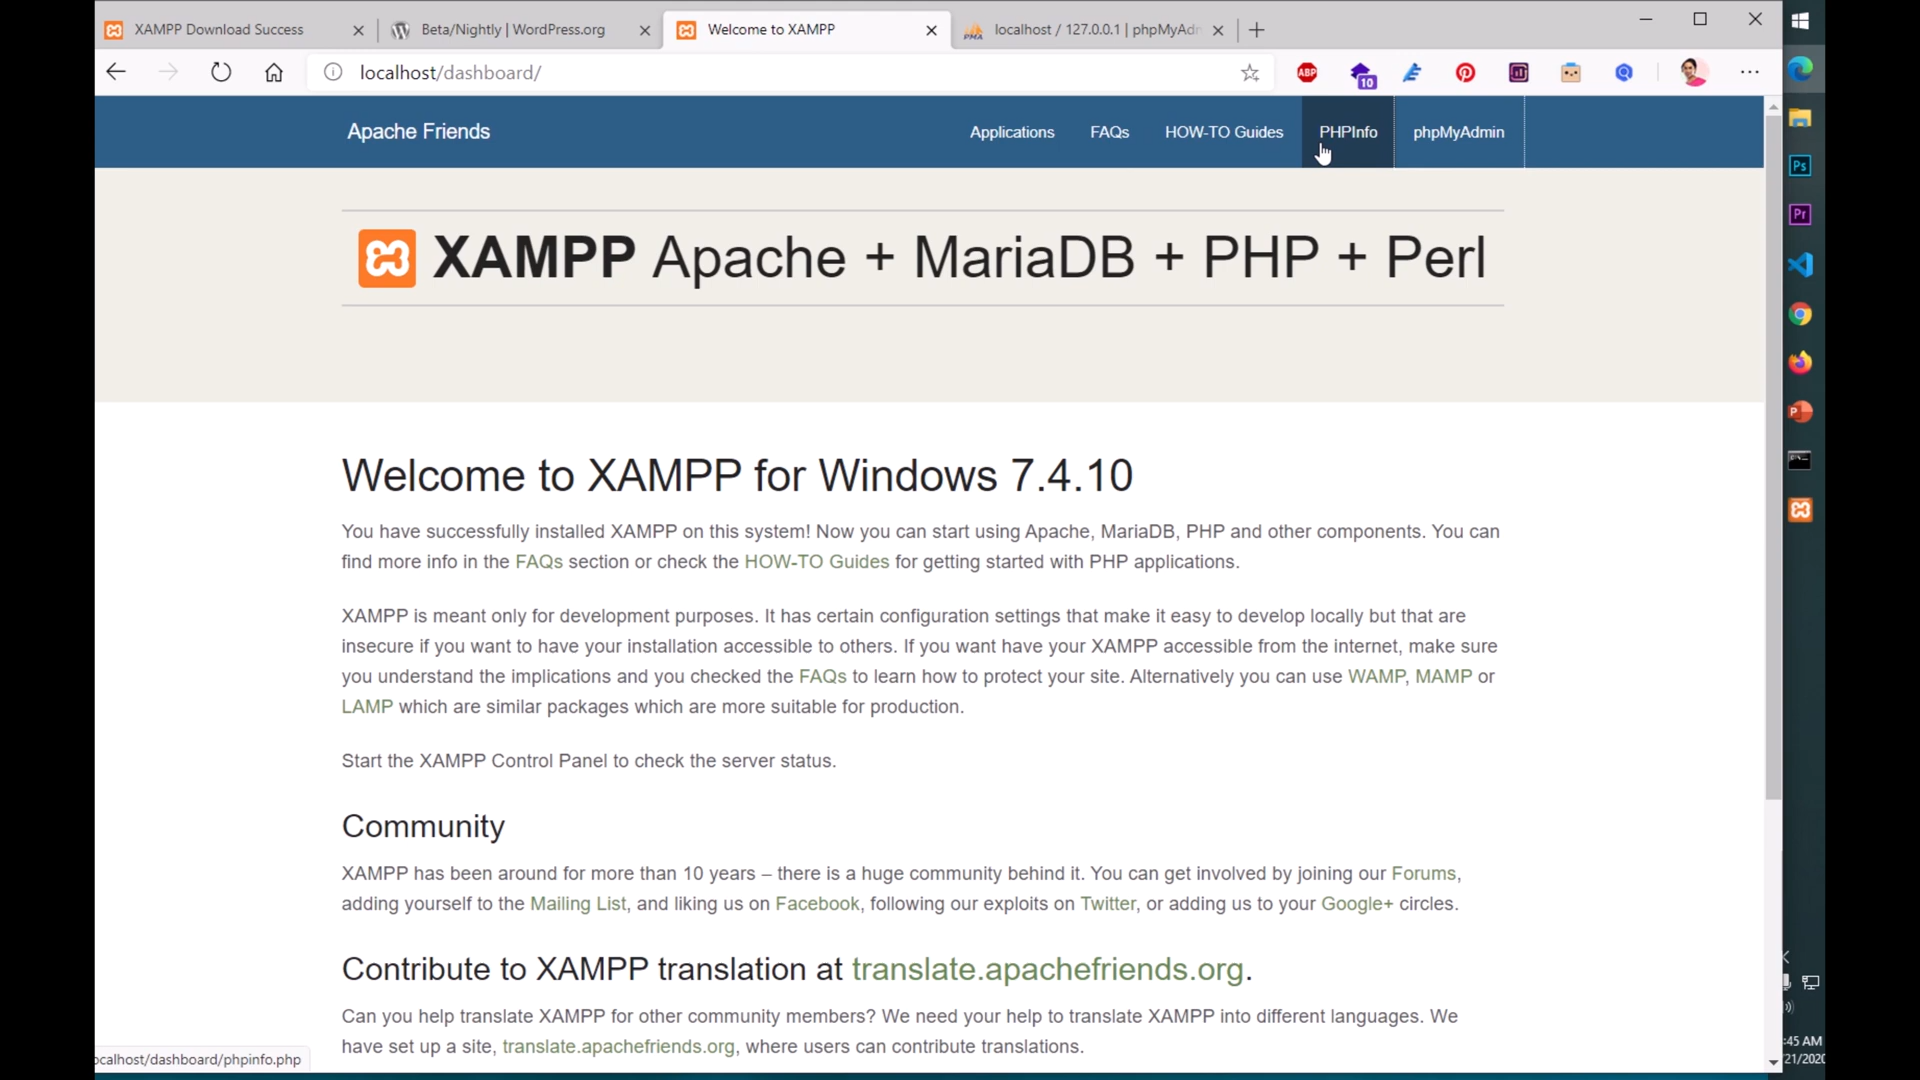 XAMPP Download Success
Beta/Nightly | WordPress.org
Welcome to XAMPP
localhost / 127.0.0.1 | phpMyAdm
localhost/dashboard/
ABP
10
Apache Friends
Applications
FAQs
HOW-TO Guides
PHPInfo
phpMyAdmin
XAMPP Apache + MariaDB + PHP + Perl
Welcome to XAMPP for Windows 7.4.10
You have successfully installed XAMPP on this system! Now you can start using Apache, MariaDB, PHP and other components. You can
find more info in the FAQs section or check the HOW-TO Guides for getting started with PHP applications.
XAMPP is meant only for development purposes. It has certain configuration settings that make it easy to develop locally but that are
insecure if you want to have your installation accessible to others. If you want have your XAMPP accessible from the internet, make sure
you understand the implications and you checked the FAQs to learn how to protect your site. Alternatively you can use WAMP, MAMP or
LAMP which are similar packages which are more suitable for production.
Start the XAMPP Control Panel to check the server status.
Community
XAMPP has been around for more than 10 years – there is a huge community behind it. You can get involved by joining our Forums,
adding yourself to the Mailing List, and liking us on Facebook, following our exploits on Twitter, or adding us to your Google+ circles.
Contribute to XAMPP translation at translate.apachefriends.org.
Can you help translate XAMPP for other community members? We need your help to translate XAMPP into different languages. We
have set up a site, translate.apachefriends.org, where users can contribute translations.
ocalhost/dashboard/phpinfo.php
Ps
Pr
:45 AM
/21/2020